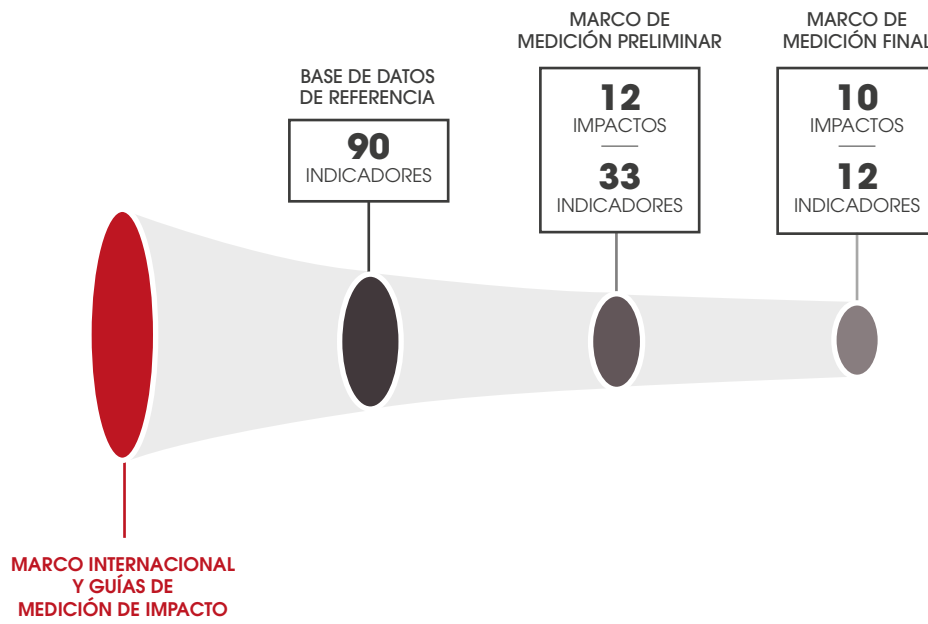 MARCO DE
MEDICIÓN PRELIMINAR
MARCO DE
MEDICIÓN FINAL
BASE DE DATOS
DE REFERENCIA
90
INDICADORES
12
IMPACTOS
33
INDICADORES
10
IMPACTOS
12
INDICADORES
MARCO INTERNACIONAL
Y GUÍAS DE
MEDICIÓN DE IMPACTO